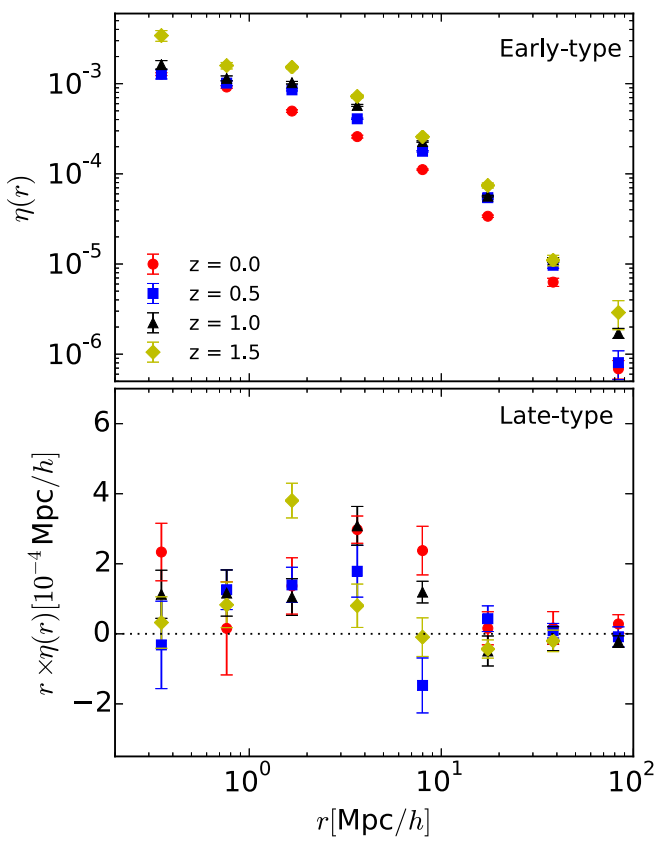 Early-type
10⁻³
10⁻⁴
10⁻⁵
10⁻⁶
η(r)
z = 0.0
z = 0.5
z = 1.0
z = 1.5
Late-type
6
4
2
0
−2
r ×η(r)[10⁻⁴ Mpc/h]
10⁰ 10¹ 10²
r[Mpc/h]